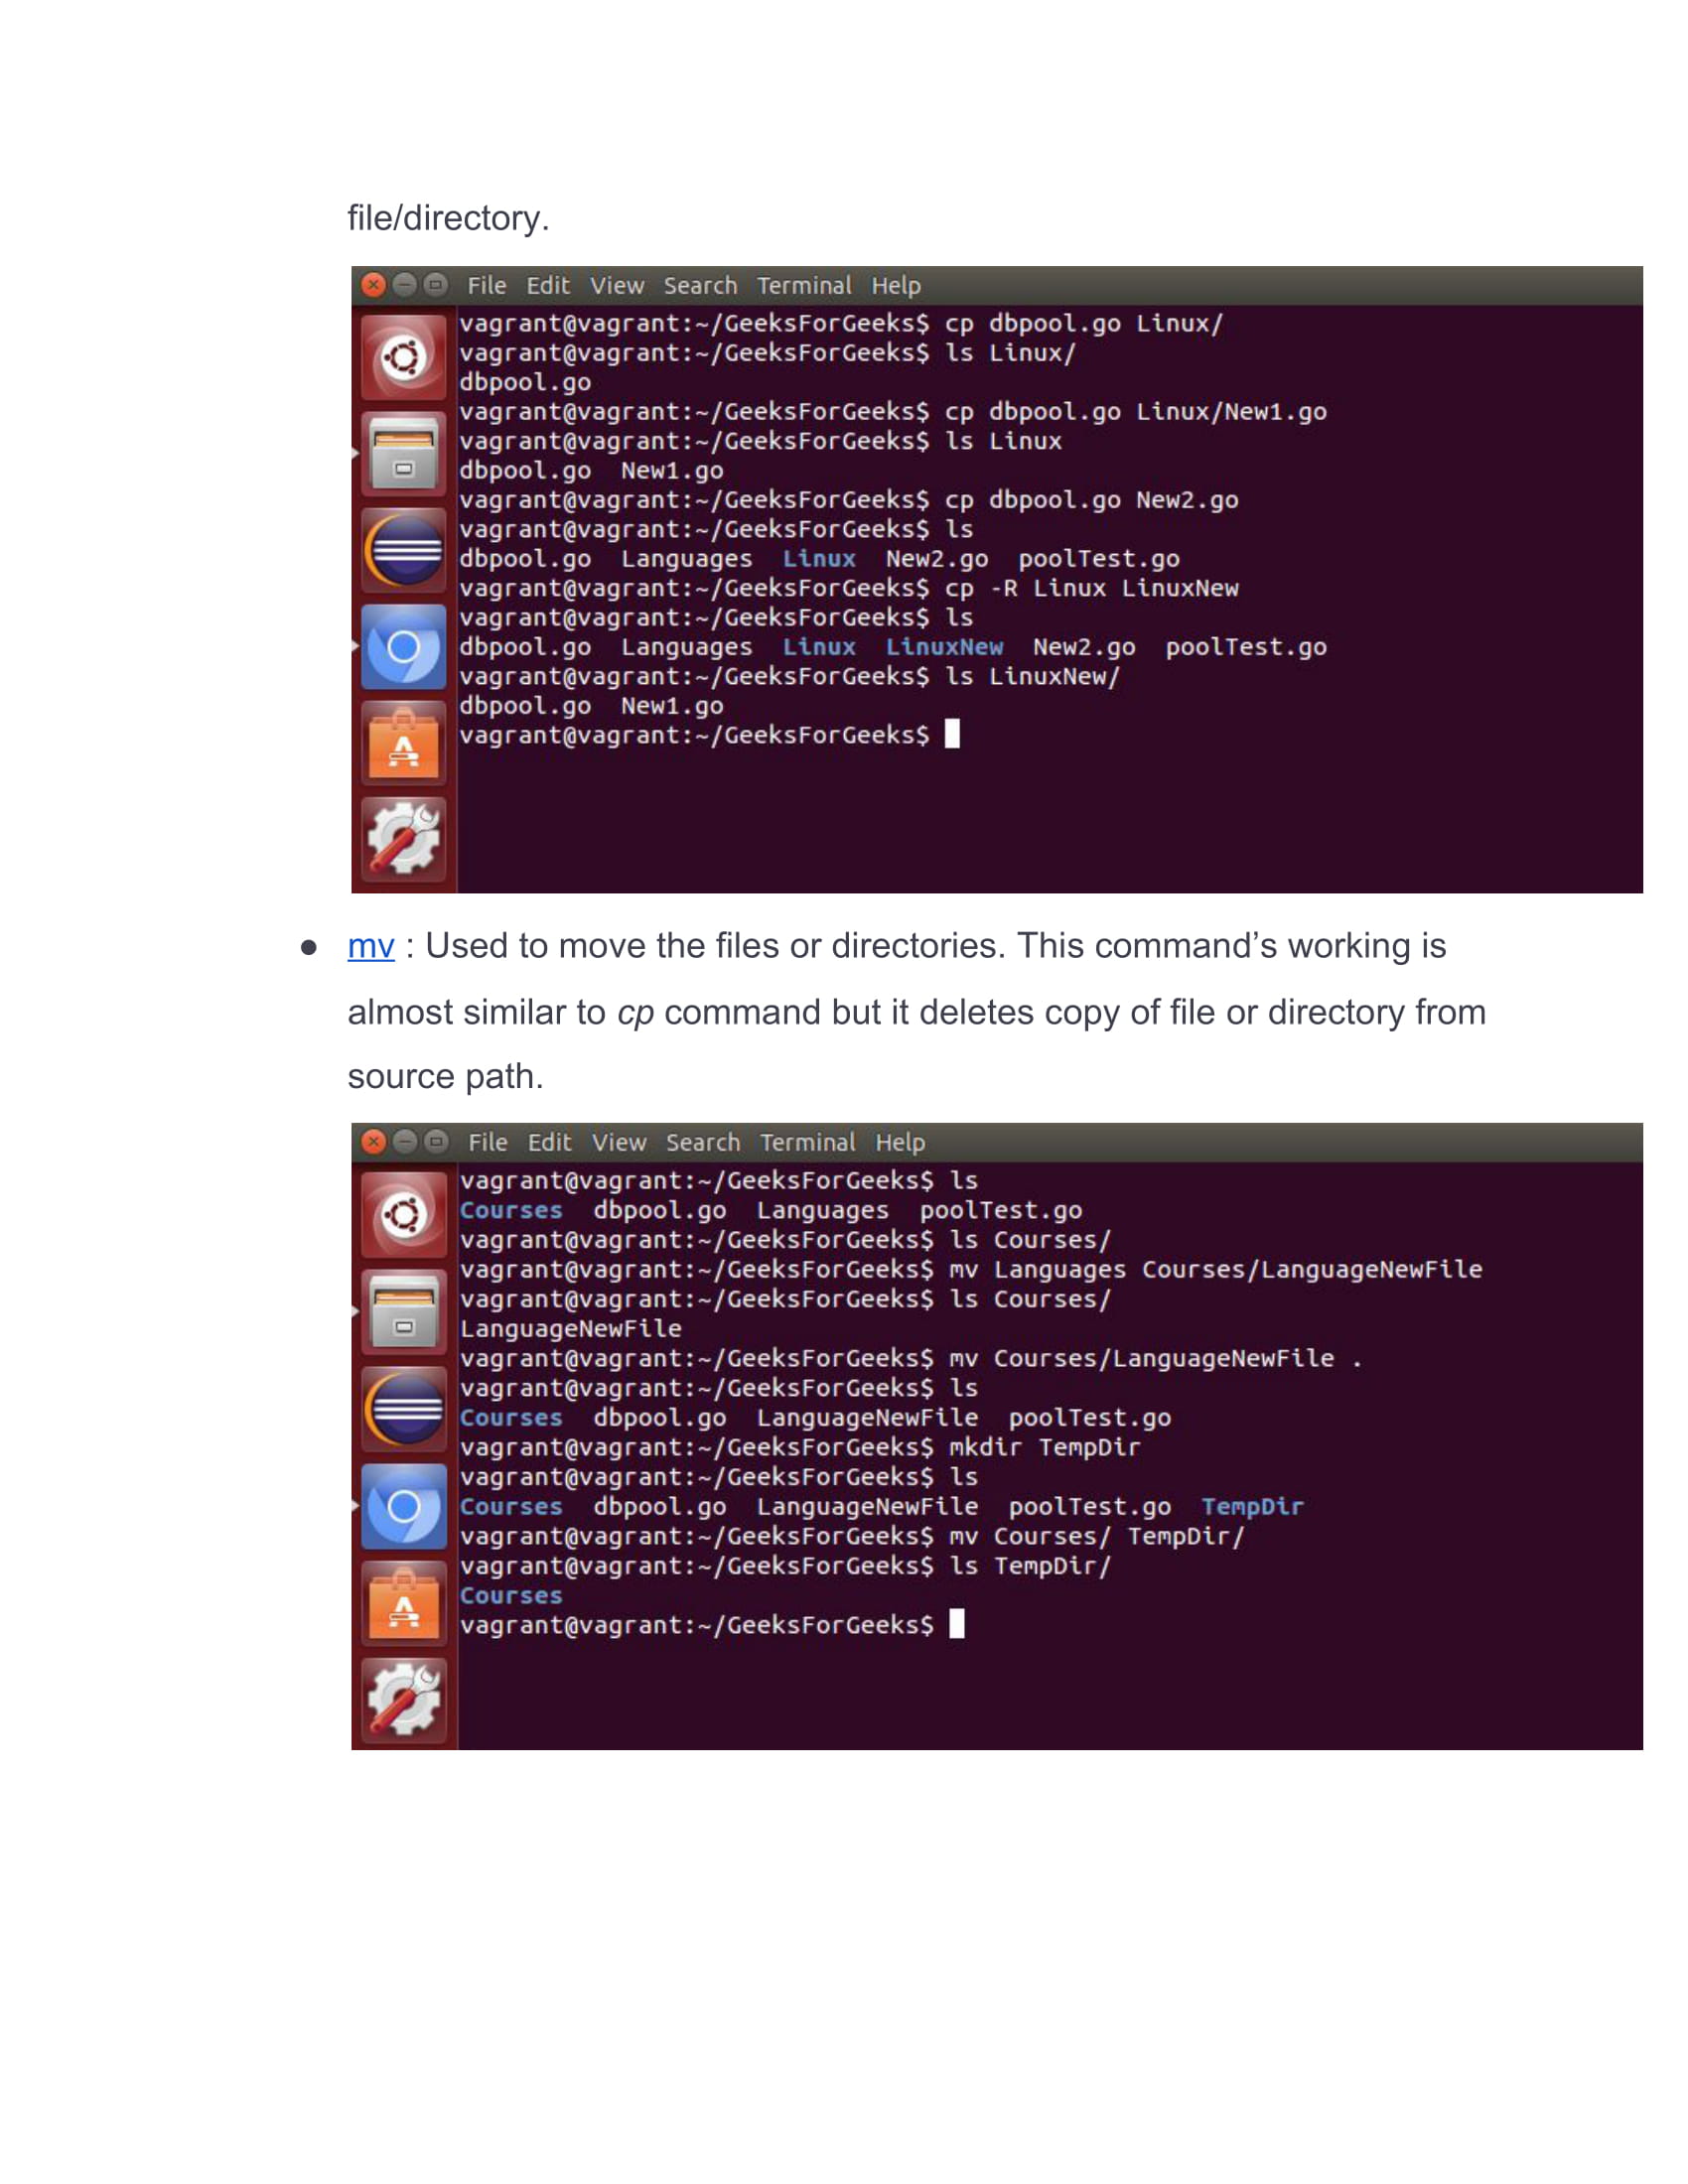 file/directory.
File Edit View Search Terminal Help
vagrant@vagrant:~/GeeksForGeeks$ cp dbpool.go Linux/
vagrant@vagrant:~/GeeksForGeeks$ ls Linux/
dbpool.go
vagrant@vagrant:~/GeeksForGeeks$ cp dbpool.go Linux/New1.go
vagrant@vagrant:~/GeeksForGeeks$ ls Linux
dbpool.go  New1.go
vagrant@vagrant:~/GeeksForGeeks$ cp dbpool.go New2.go
vagrant@vagrant:~/GeeksForGeeks$ ls
dbpool.go  Languages  Linux  New2.go  poolTest.go
vagrant@vagrant:~/GeeksForGeeks$ cp -R Linux LinuxNew
vagrant@vagrant:~/GeeksForGeeks$ ls
dbpool.go  Languages  Linux  LinuxNew  New2.go  poolTest.go
vagrant@vagrant:~/GeeksForGeeks$ ls LinuxNew/
dbpool.go  New1.go
vagrant@vagrant:~/GeeksForGeeks$
● mv : Used to move the files or directories. This command’s working is
almost similar to cp command but it deletes copy of file or directory from
source path.
File Edit View Search Terminal Help
vagrant@vagrant:~/GeeksForGeeks$ ls
Courses  dbpool.go  Languages  poolTest.go
vagrant@vagrant:~/GeeksForGeeks$ ls Courses/
vagrant@vagrant:~/GeeksForGeeks$ mv Languages Courses/LanguageNewFile
vagrant@vagrant:~/GeeksForGeeks$ ls Courses/
LanguageNewFile
vagrant@vagrant:~/GeeksForGeeks$ mv Courses/LanguageNewFile .
vagrant@vagrant:~/GeeksForGeeks$ ls
Courses  dbpool.go  LanguageNewFile  poolTest.go
vagrant@vagrant:~/GeeksForGeeks$ mkdir TempDir
vagrant@vagrant:~/GeeksForGeeks$ ls
Courses  dbpool.go  LanguageNewFile  poolTest.go  TempDir
vagrant@vagrant:~/GeeksForGeeks$ mv Courses/ TempDir/
vagrant@vagrant:~/GeeksForGeeks$ ls TempDir/
Courses
vagrant@vagrant:~/GeeksForGeeks$